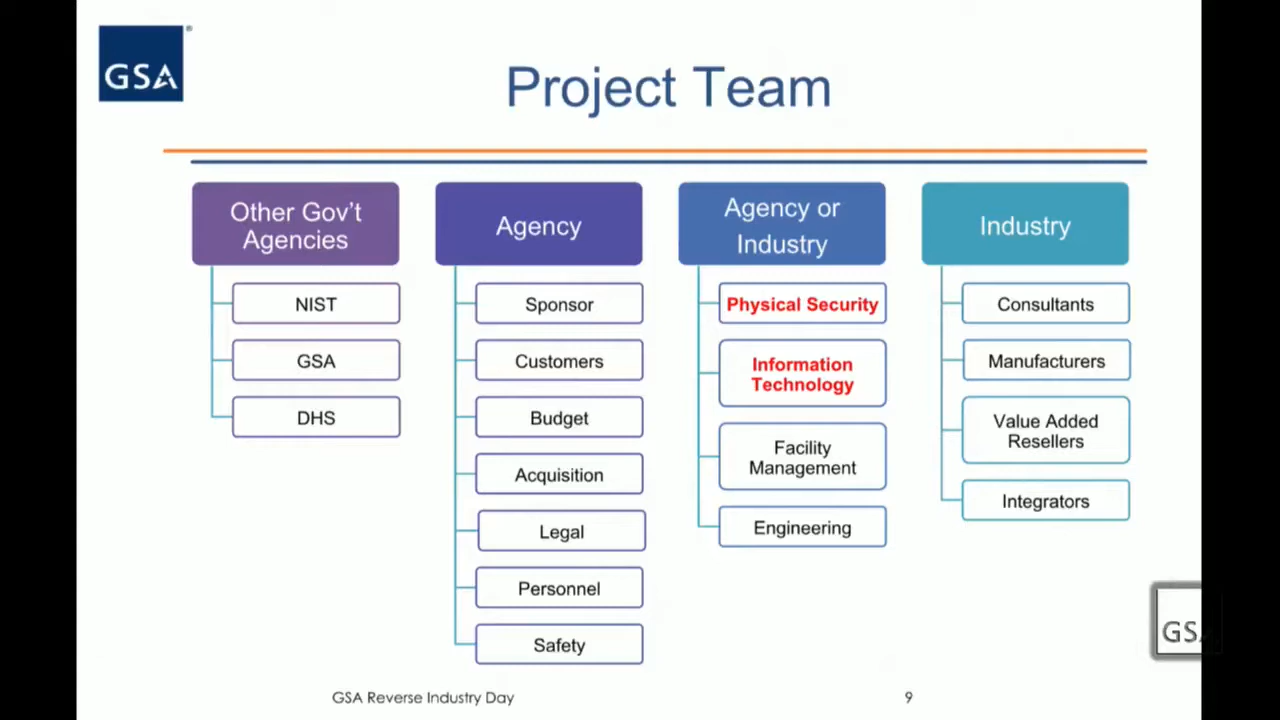 GSA
Project Team
Other Gov't
Agencies
NIST
GSA
DHS
Agency
Sponsor
Customers
Budget
Acquisition
Legal
Personnel
Safety
Agency or
Industry
Physical Security
Information
Technology
Facility
Management
Engineering
Industry
Consultants
Manufacturers
Value Added
Resellers
Integrators
GSA
GSA Reverse Industry Day
9